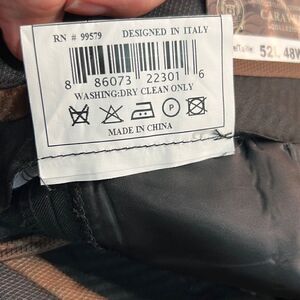 RN # 99579 DESIGNED IN ITALY
8 86073 22301 6
WASHING:DRY CLEAN ONLY
P
MADE IN CHINA
52L 48W